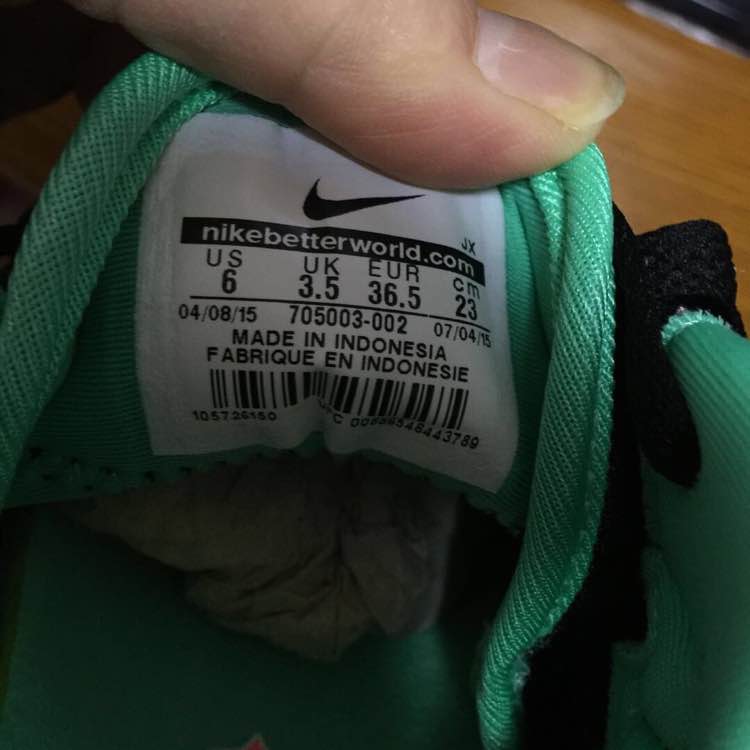 nikebetterworld.com
JX
US UK EUR cm
6 3.5 36.5 23
04/08/15 705003-002 07/04/15
MADE IN INDONESIA
FABRIQUE EN INDONESIE
105726150